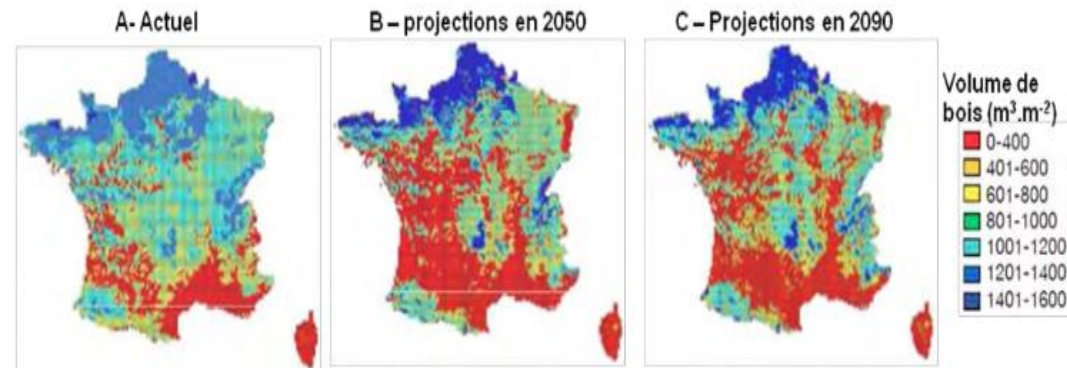 A- Actuel
B – projections en 2050
C – Projections en 2090
Volume de
bois (m³.m⁻²)
0-400
401-600
601-800
801-1000
1001-1200
1201-1400
1401-1600